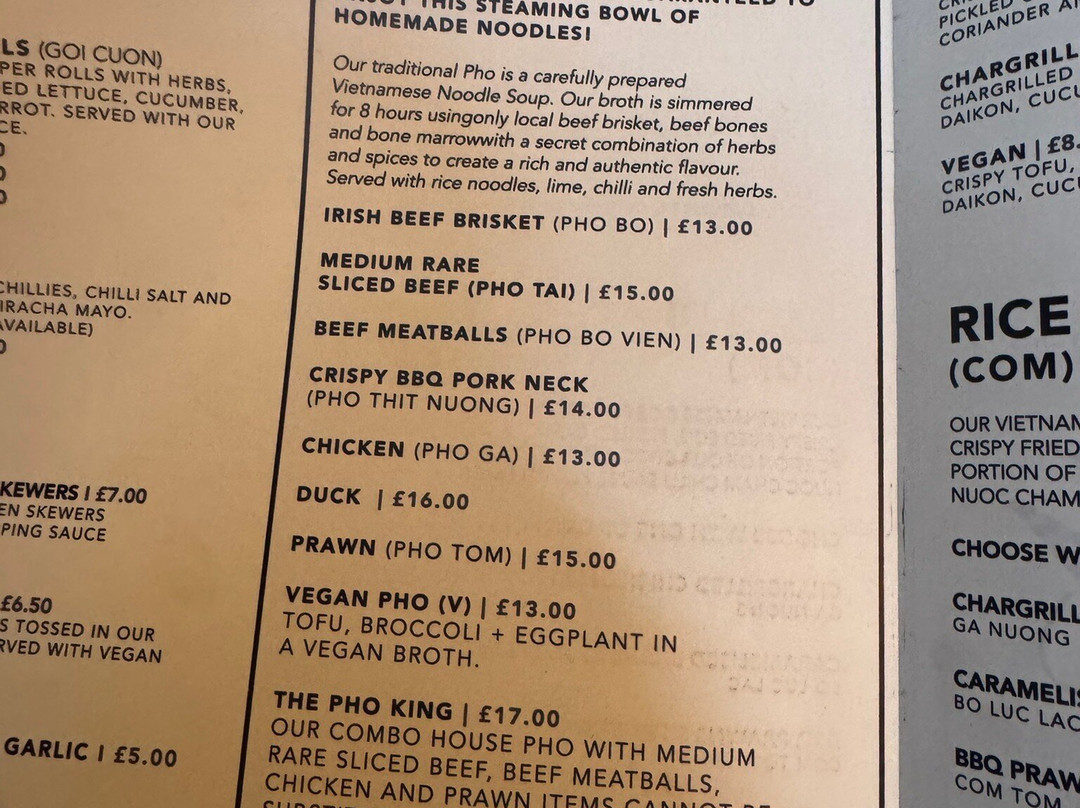 LS (GOI CUON)
PER ROLLS WITH HERBS,
ED LETTUCE, CUCUMBER,
RROT. SERVED WITH OUR
CE.
CHILLIES, CHILLI SALT AND
IRACHA MAYO.
AVAILABLE)
KEWERS | £7.00
EN SKEWERS
PING SAUCE
£6.50
S TOSSED IN OUR
RVED WITH VEGAN
GARLIC | £5.00
THIS STEAMING BOWL OF
HOMEMADE NOODLES!
Our traditional Pho is a carefully prepared
Vietnamese Noodle Soup. Our broth is simmered
for 8 hours usingonly local beef brisket, beef bones
and bone marrowwith a secret combination of herbs
and spices to create a rich and authentic flavour.
Served with rice noodles, lime, chilli and fresh herbs.
IRISH BEEF BRISKET (PHO BO) | £13.00
MEDIUM RARE
SLICED BEEF (PHO TAI) | £15.00
BEEF MEATBALLS (PHO BO VIEN) | £13.00
CRISPY BBQ PORK NECK
(PHO THIT NUONG) | £14.00
CHICKEN (PHO GA) | £13.00
DUCK | £16.00
PRAWN (PHO TOM) | £15.00
VEGAN PHO (V) | £13.00
TOFU, BROCCOLI + EGGPLANT IN
A VEGAN BROTH.
THE PHO KING | £17.00
OUR COMBO HOUSE PHO WITH MEDIUM
RARE SLICED BEEF, BEEF MEATBALLS,
CHICKEN AND PRAWN ITEMS CANNOT BE
PICKLED
CORIANDER
CHARGRILL
CHARGRILLED
DAIKON, CUCU
VEGAN | £8.
CRISPY TOFU,
DAIKON, CUCU
RICE
(COM)
OUR VIETNAM
CRISPY FRIED
PORTION OF
NUOC CHAM
CHOOSE W
CHARGRILL
GA NUONG
CARAMELIS
BO LUC LAC
BBQ PRAW
COM TOM